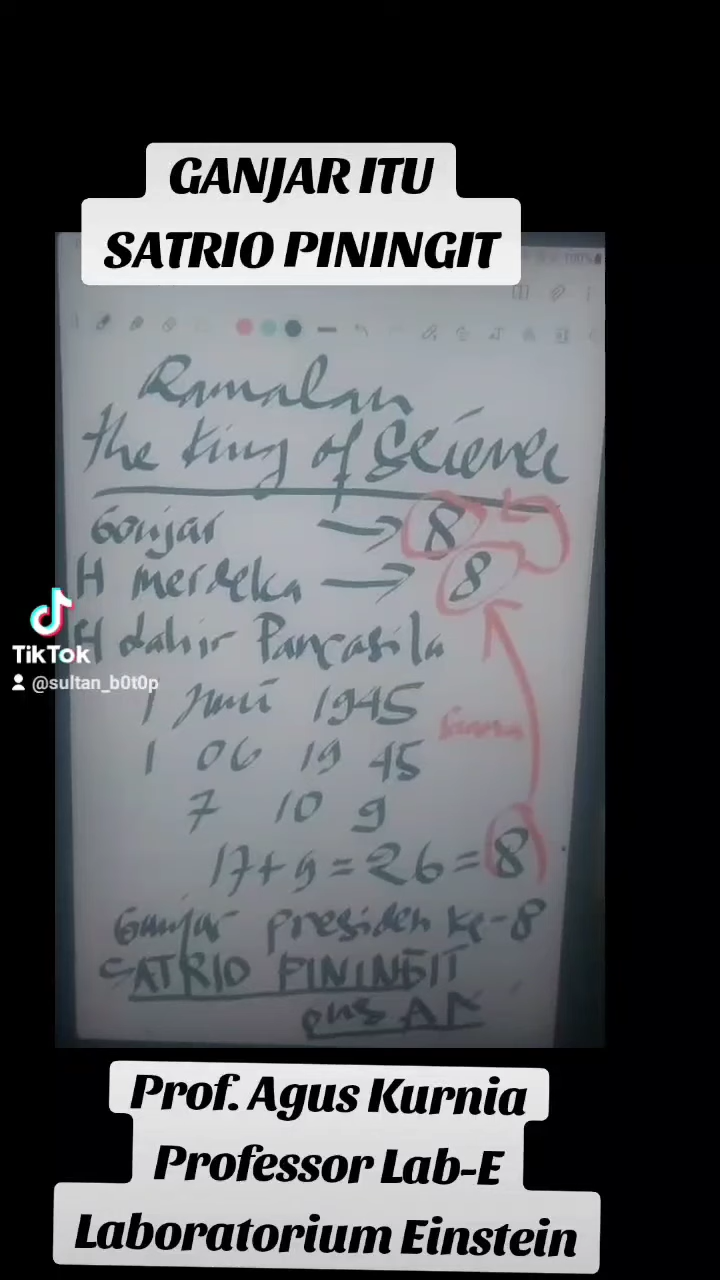 GANJAR ITU
SATRIO PININGIT
100%
Ramalan
the King of Science
Ganjar → 8
H merdeka → 8
H dahir Pancasila
1 Juni 1945
1 06 19 45
7 10 9
17+9=26=8
Ganjar presiden ke-8
SATRIO PININGIT
TikTok
@sultan_b0t0p
Prof. Agus Kurnia
Professor Lab-E
Laboratorium Einstein